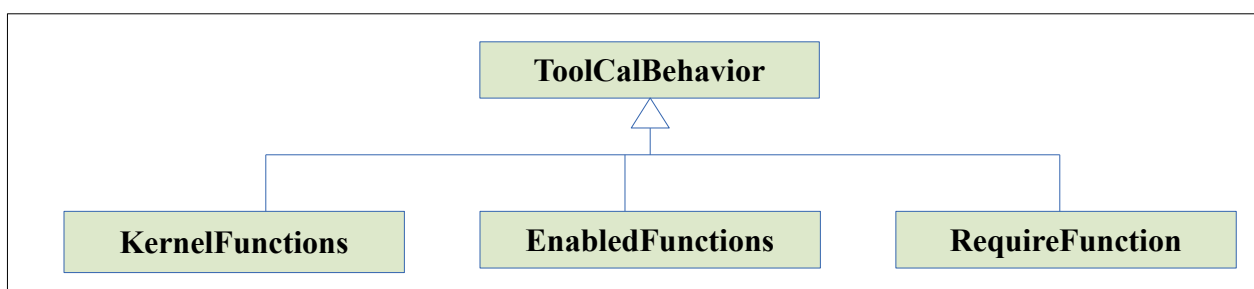 ToolCalBehavior
KernelFunctions
EnabledFunctions
RequireFunction